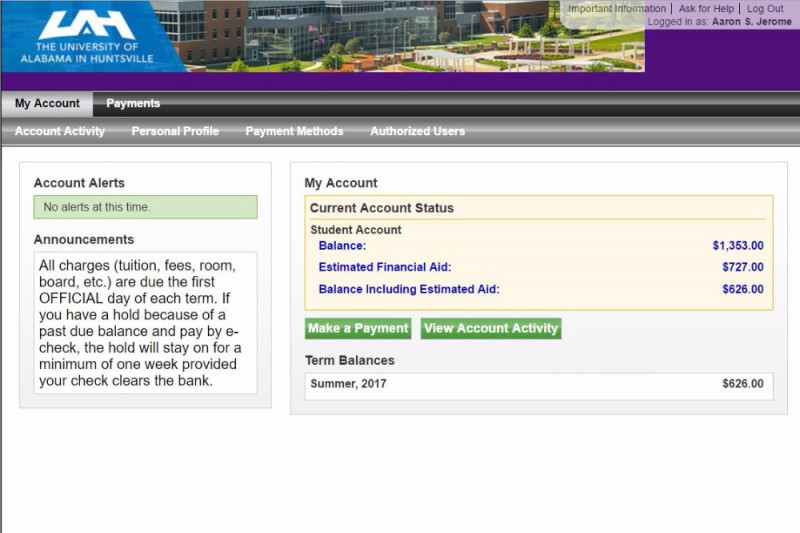 Important Information | Ask for Help | Log Out
Logged in as: Aaron S. Jerome
UAH
THE UNIVERSITY OF
ALABAMA IN HUNTSVILLE
My Account Payments
Account Activity Personal Profile Payment Methods Authorized Users
Account Alerts
No alerts at this time.
Announcements
All charges (tuition, fees, room,
board, etc.) are due the first
OFFICIAL day of each term. If
you have a hold because of a
past due balance and pay by e-
check, the hold will stay on for a
minimum of one week provided
your check clears the bank.
My Account
Current Account Status
Student Account
Balance: $1,353.00
Estimated Financial Aid: $727.00
Balance Including Estimated Aid: $626.00
Make a Payment View Account Activity
Term Balances
Summer, 2017 $626.00